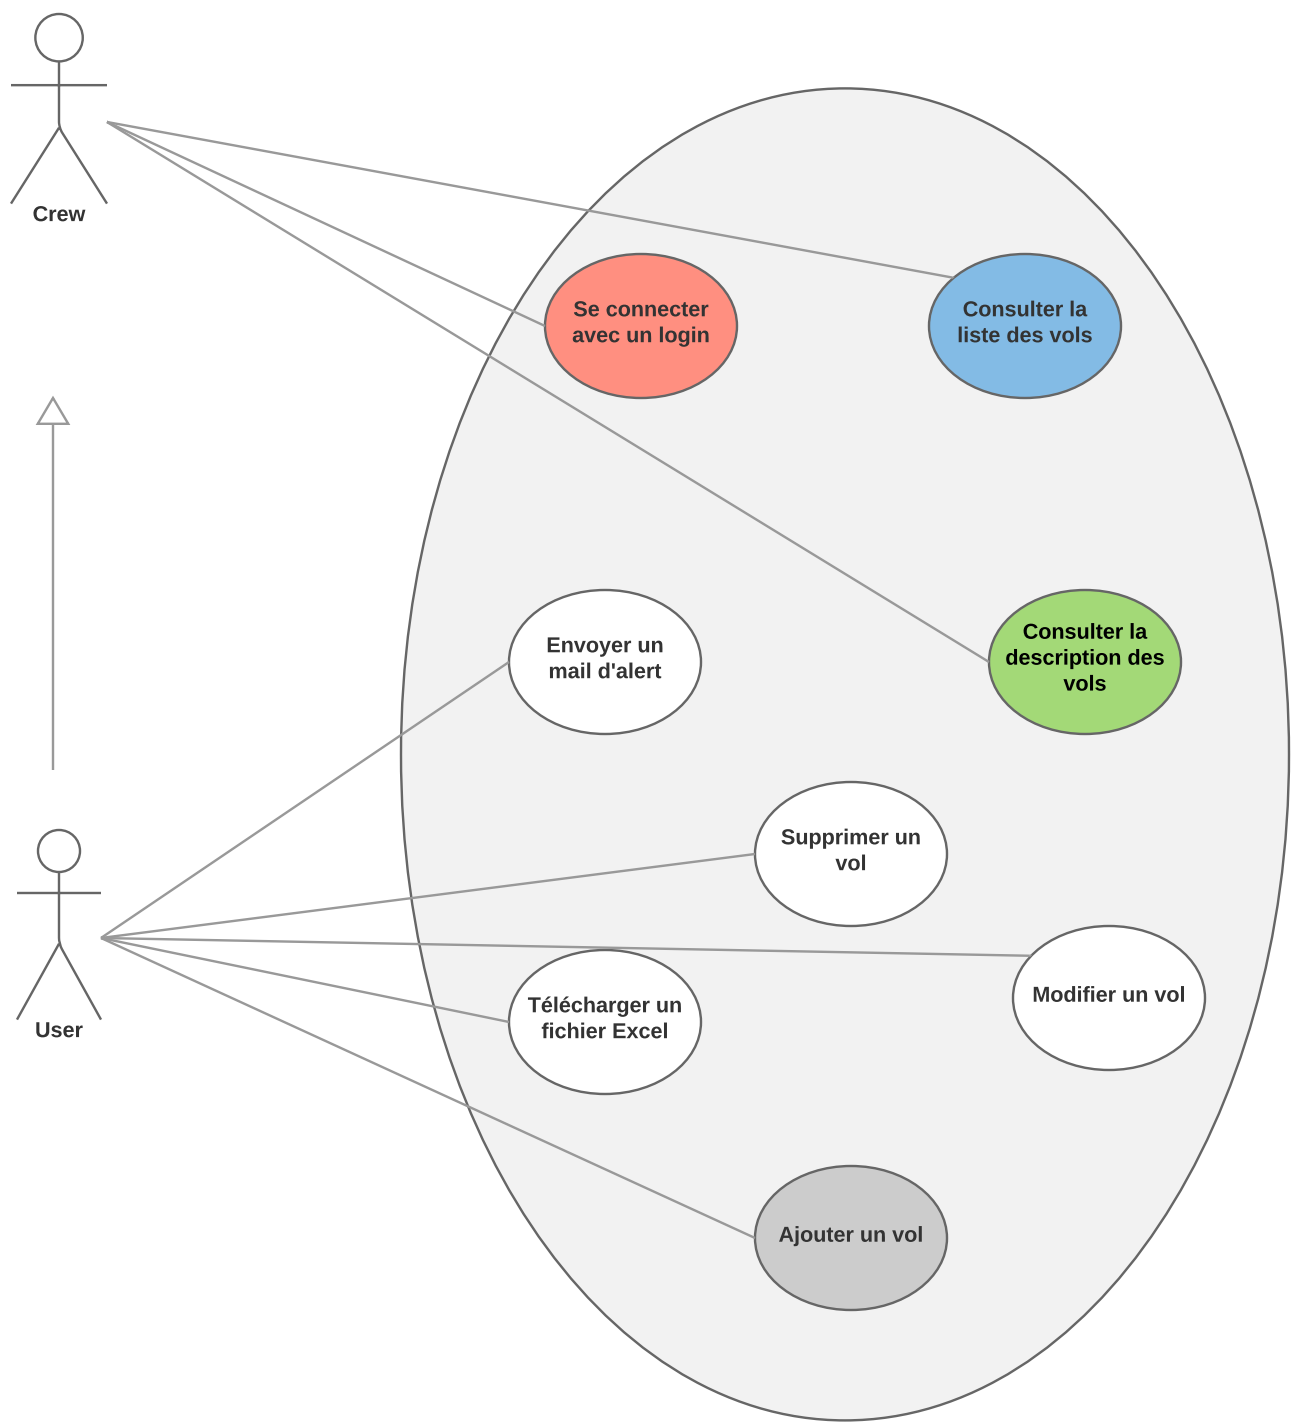 Crew
Se connecter
avec un login
Consulter la
liste des vols
Envoyer un
mail d'alert
Consulter la
description des
vols
Supprimer un
vol
User
Télécharger un
fichier Excel
Modifier un vol
Ajouter un vol